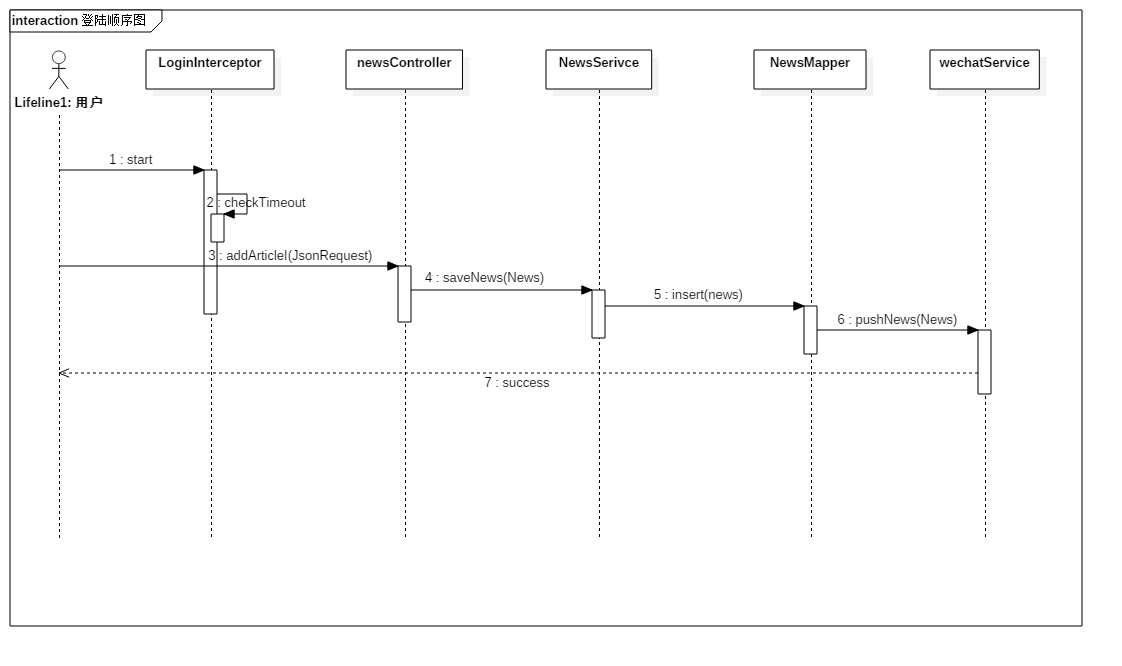 interaction 登陆顺序图
LoginInterceptor
newsController
NewsSerivce
NewsMapper
wechatService
Lifeline1: 用户
1 : start
2 : checkTimeout
3 : addArticlel(JsonRequest)
4 : saveNews(News)
5 : insert(news)
6 : pushNews(News)
7 : success